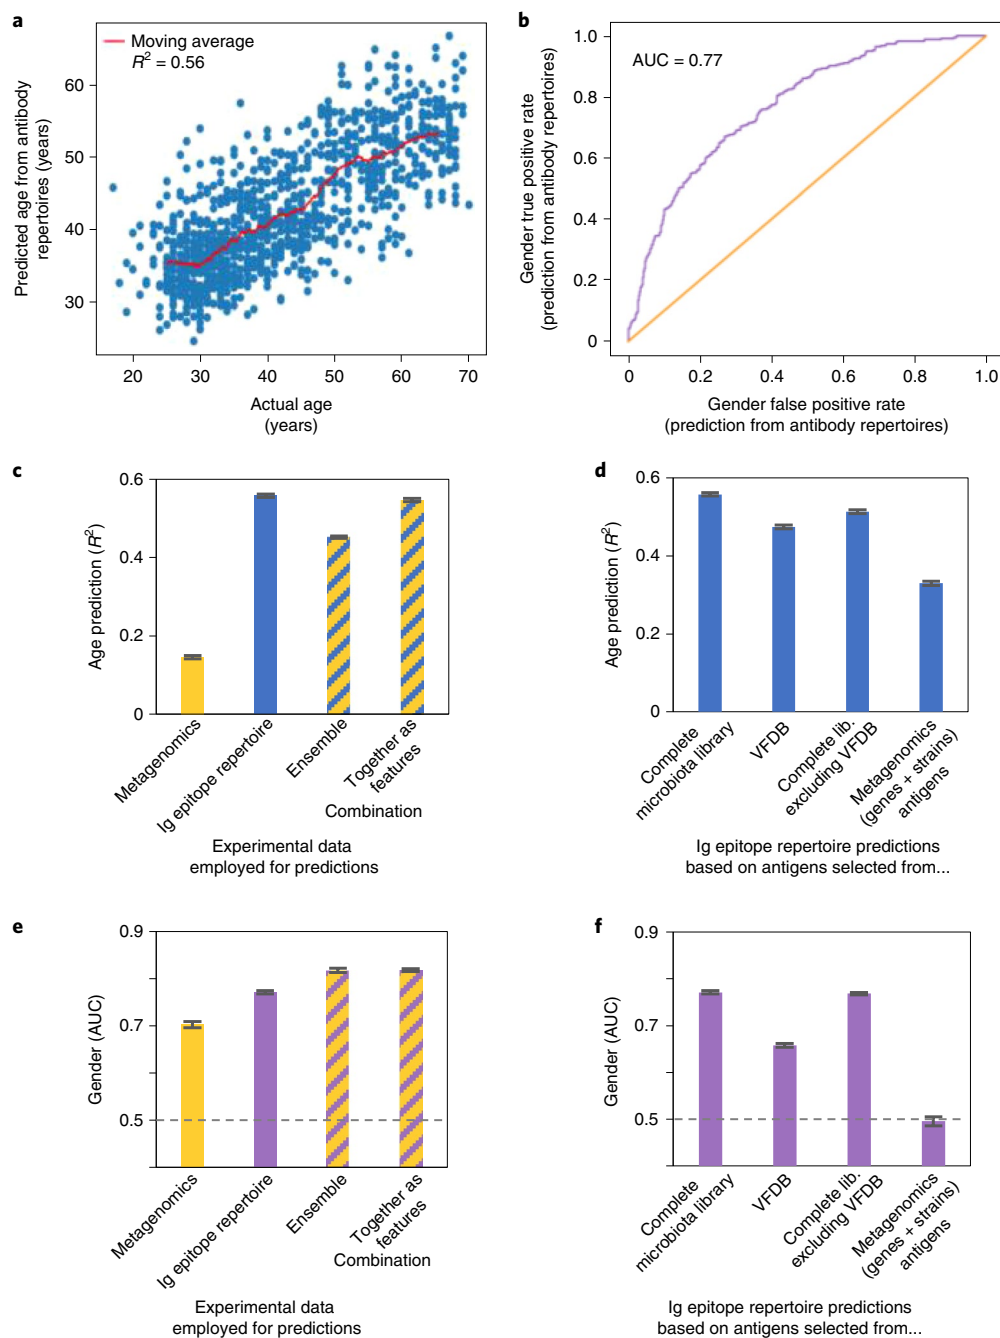 a
Moving average
R² = 0.56
Predicted age from antibody
repertoires (years)
60
50
40
30
20
30
40
50
60
70
Actual age
(years)
b
AUC = 0.77
Gender true positive rate
(prediction from antibody repertoires)
1.0
0.8
0.6
0.4
0.2
0
0
0.2
0.4
0.6
0.8
1.0
Gender false positive rate
(prediction from antibody repertoires)
c
Age prediction (R²)
0.6
0.4
0.2
0
Metagenomics
Ig epitope repertoire
Ensemble
Together as
features
Combination
Experimental data
employed for predictions
d
Age prediction (R²)
0.6
0.4
0.2
0
Complete
microbiota library
VFDB
Complete lib.
excluding VFDB
Metagenomics
(genes + strains)
antigens
Ig epitope repertoire predictions
based on antigens selected from...
e
Gender (AUC)
0.9
0.7
0.5
Metagenomics
Ig epitope repertoire
Ensemble
Together as
features
Combination
Experimental data
employed for predictions
f
Gender (AUC)
0.9
0.7
0.5
Complete
microbiota library
VFDB
Complete lib.
excluding VFDB
Metagenomics
(genes + strains)
antigens
Ig epitope repertoire predictions
based on antigens selected from...